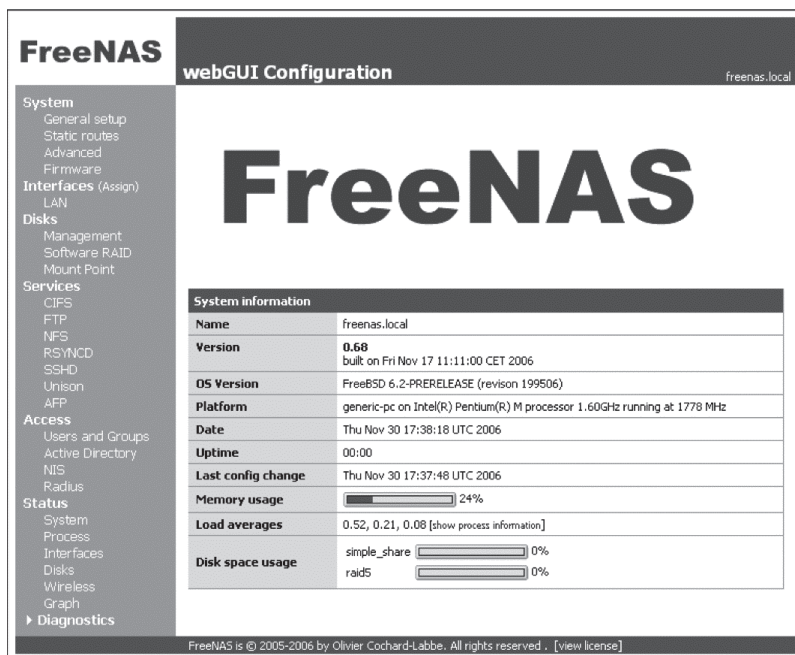 FreeNAS
webGUI Configuration
freenas.local
System
General setup
Static routes
Advanced
Firmware
Interfaces (Assign)
LAN
Disks
Management
Software RAID
Mount Point
Services
CIFS
FTP
NFS
RSYNCD
SSHD
Unison
AFP
Access
Users and Groups
Active Directory
NIS
Radius
Status
System
Process
Interfaces
Disks
Wireless
Graph
Diagnostics
FreeNAS
System information
Name freenas.local
Version 0.68
built on Fri Nov 17 11:11:00 CET 2006
OS Version FreeBSD 6.2-PRERELEASE (revison 199506)
Platform generic-pc on Intel(R) Pentium(R) M processor 1.60GHz running at 1778 MHz
Date Thu Nov 30 17:38:18 UTC 2006
Uptime 00:00
Last config change Thu Nov 30 17:37:48 UTC 2006
Memory usage 24%
Load averages 0.52, 0.21, 0.08 [show process information]
Disk space usage
simple_share 0%
raid5 0%
FreeNAS is © 2005-2006 by Olivier Cochard-Labbe. All rights reserved . [view license]